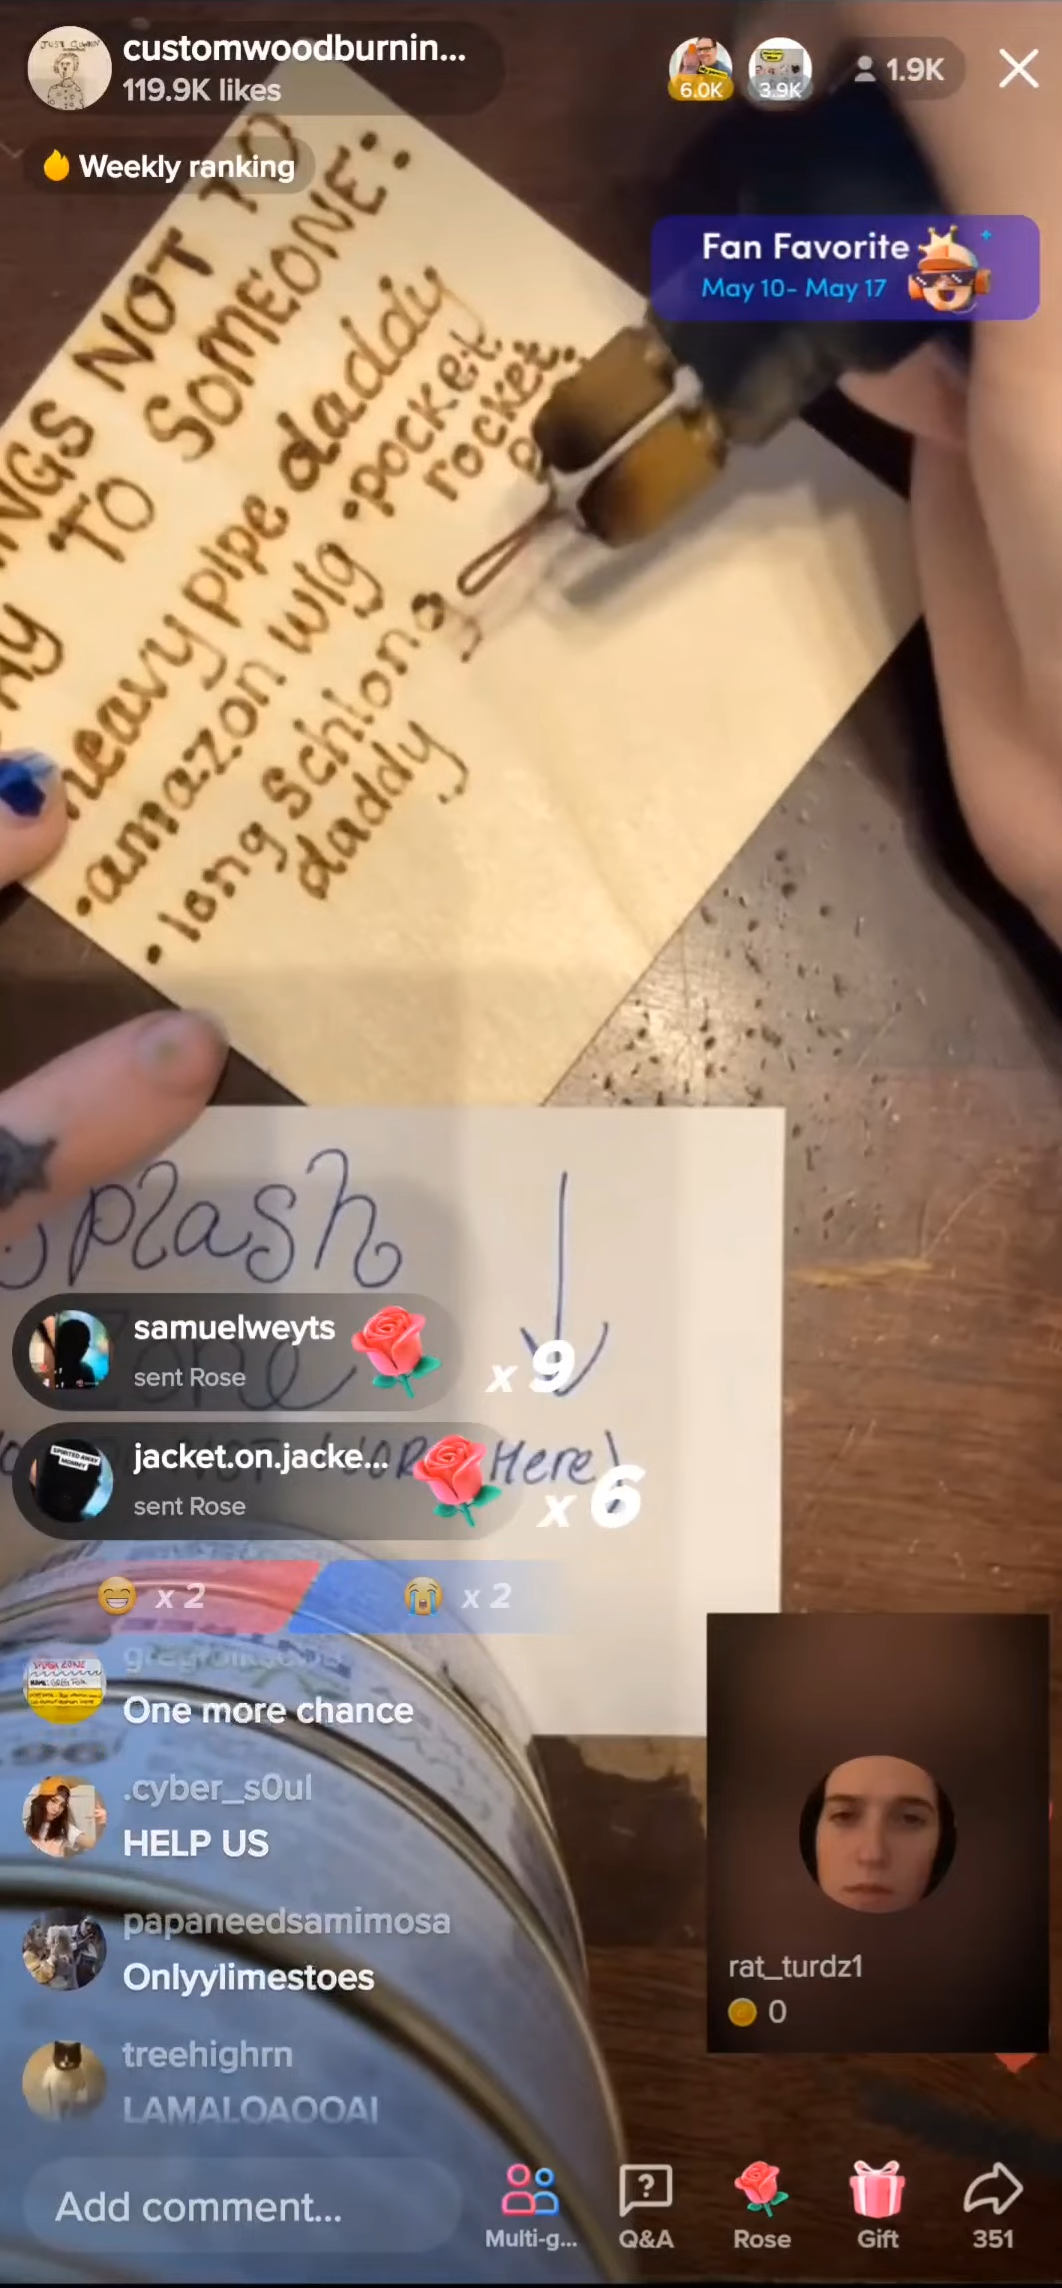 customwoodburnin...
119.9K likes
6.0K
3.9K
1.9K
Weekly ranking
Fan Favorite
May 10- May 17
NOT TO
TO SOMEONE:
heavy pipe daddy
•amazon wig
•pocket
rocket
•long schlong
daddy
splash
Here!
samuelweyts
sent Rose
x 9
jacket.on.jacke...
sent Rose
x 6
x 2
x 2
One more chance
.cyber_s0ul
HELP US
papaneedsamimosa
Onlyylimestoes
treehighrn
LAMALOAOOAI
rat_turdz1
0
Add comment...
Multi-g...
Q&A
Rose
Gift
351